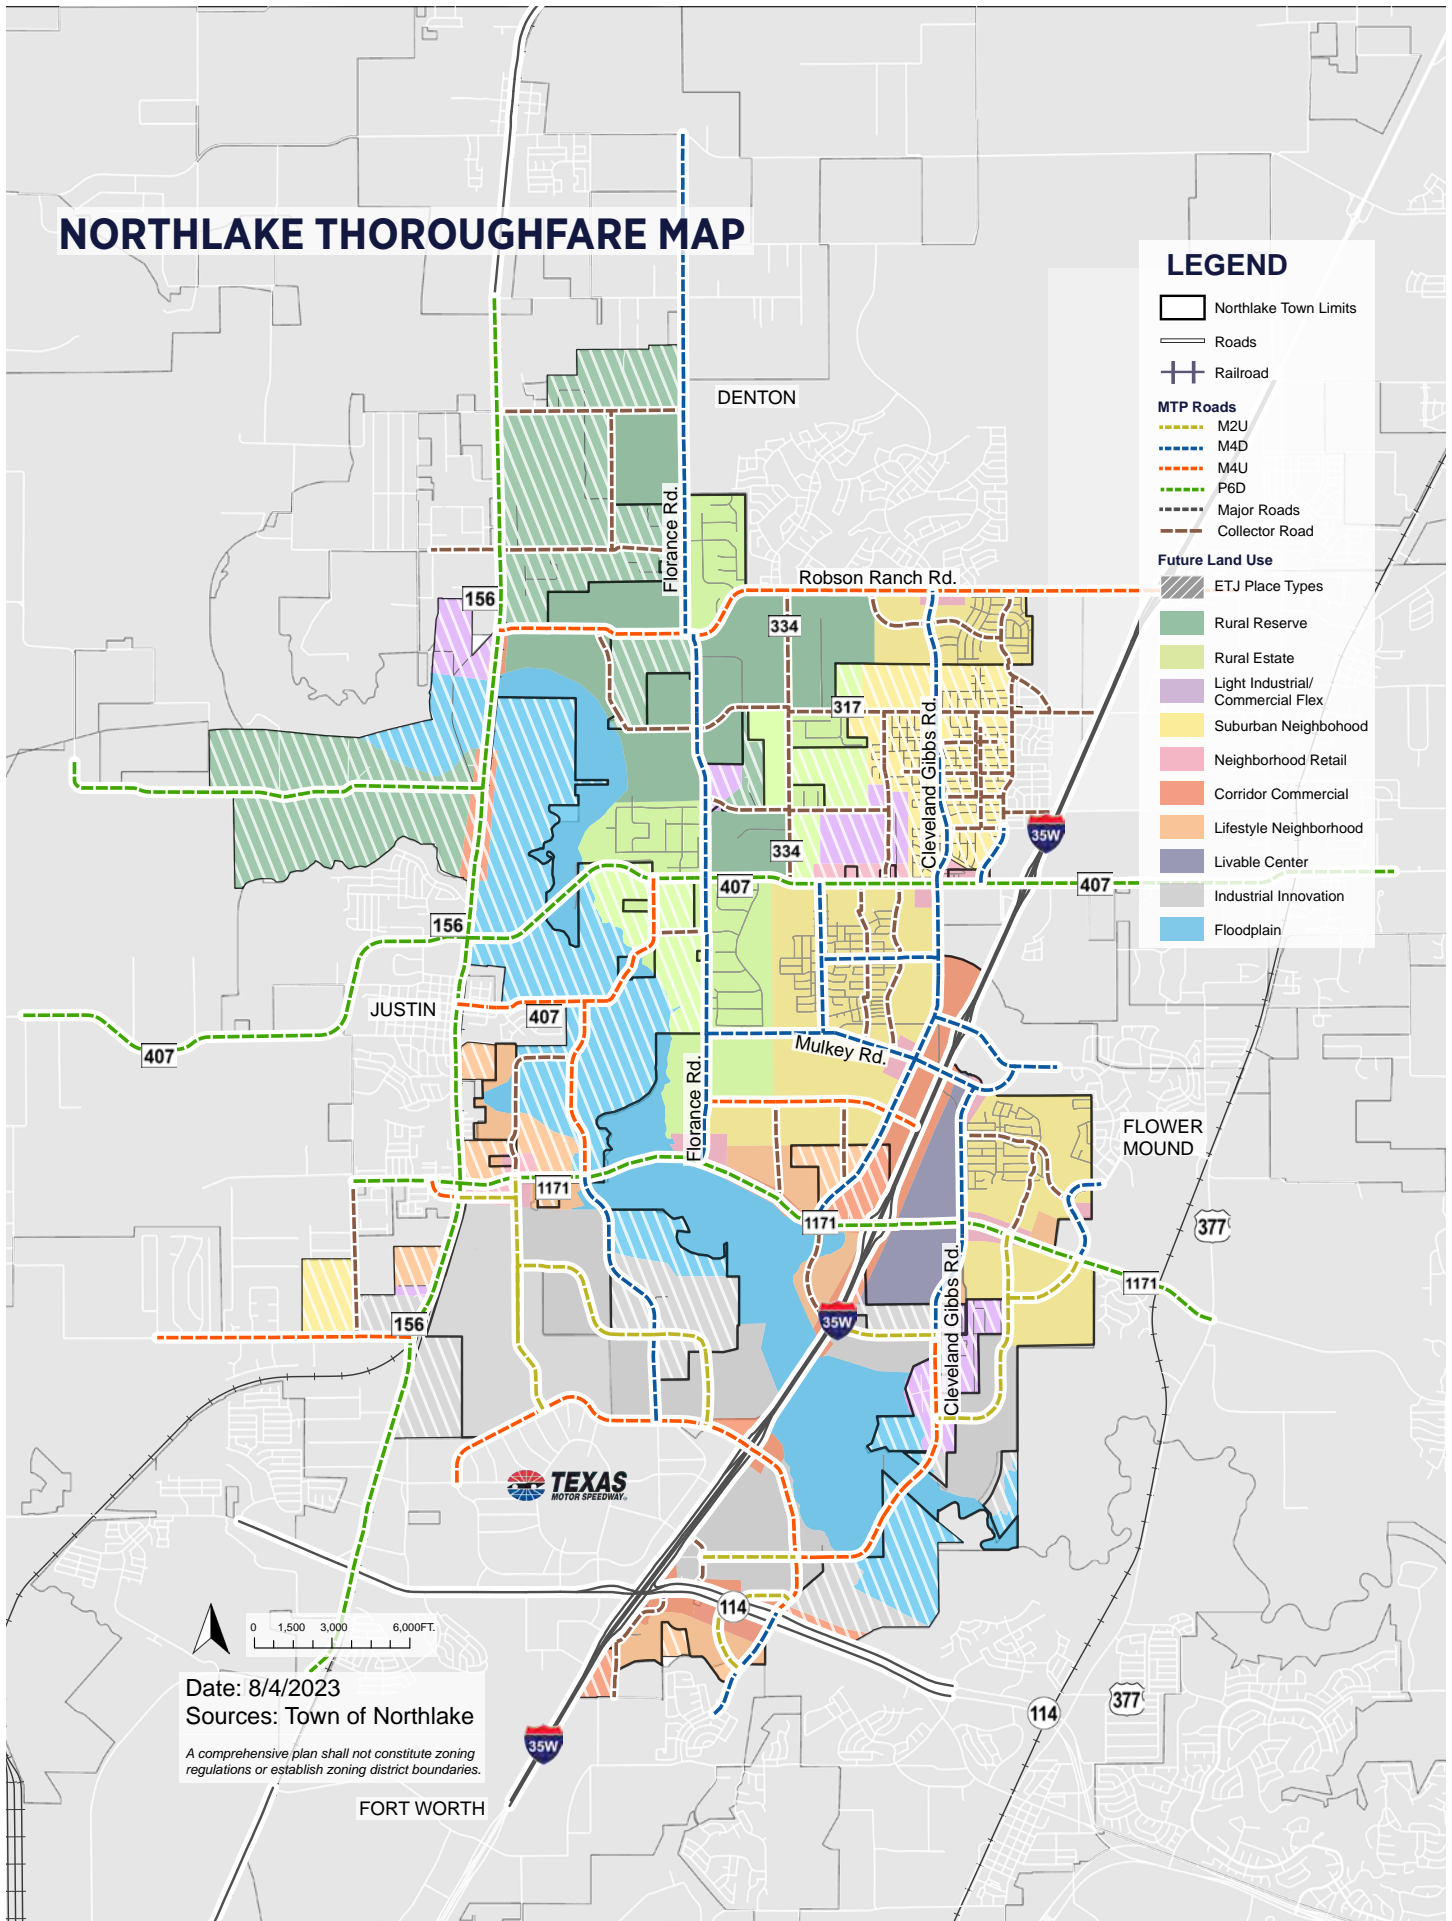 NORTHLAKE THOROUGHFARE MAP
LEGEND
Northlake Town Limits
Roads
Railroad
MTP Roads
M2U
M4D
M4U
P6D
Major Roads
Collector Road
Future Land Use
ETJ Place Types
Rural Reserve
Rural Estate
Light Industrial/
Commercial Flex
Suburban Neighbohood
Neighborhood Retail
Corridor Commercial
Lifestyle Neighborhood
Livable Center
Industrial Innovation
Floodplain
DENTON
Florance Rd.
Robson Ranch Rd.
156
334
317
Cleveland Gibbs Rd.
35W
334
407
407
156
JUSTIN
407
407
Mulkey Rd.
Florance Rd.
FLOWER
MOUND
1171
1171
377
1171
Cleveland Gibbs Rd.
156
35W
TEXAS
MOTOR SPEEDWAY
114
0 1,500 3,000 6,000FT.
Date: 8/4/2023
Sources: Town of Northlake
A comprehensive plan shall not constitute zoning
regulations or establish zoning district boundaries.
377
114
35W
FORT WORTH